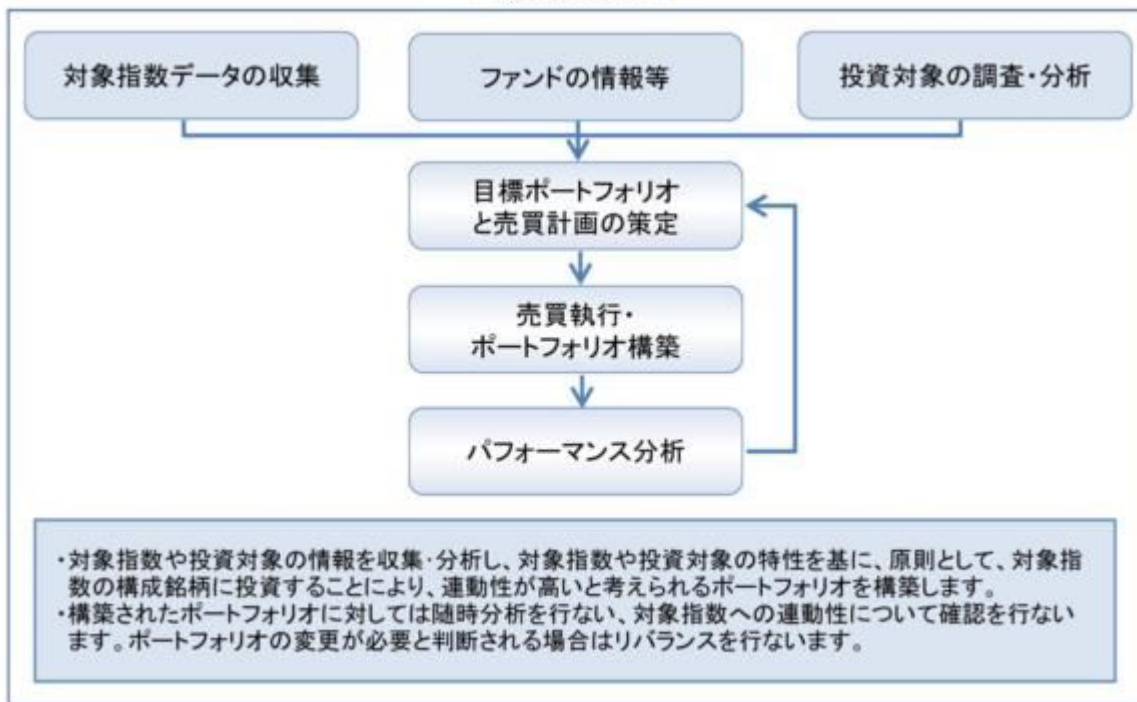 対象指数データの収集
ファンドの情報等
投資対象の調査・分析
目標ポートフォリオ
と売買計画の策定
売買執行・
ポートフォリオ構築
パフォーマンス分析
・対象指数や投資対象の情報を収集・分析し、対象指数や投資対象の特性を基に、原則として、対象指
数の構成銘柄に投資することにより、連動性が高いと考えられるポートフォリオを構築します。
・構築されたポートフォリオに対しては随時分析を行ない、対象指数への連動性について確認を行ない
ます。ポートフォリオの変更が必要と判断される場合はリバランスを行ないます。